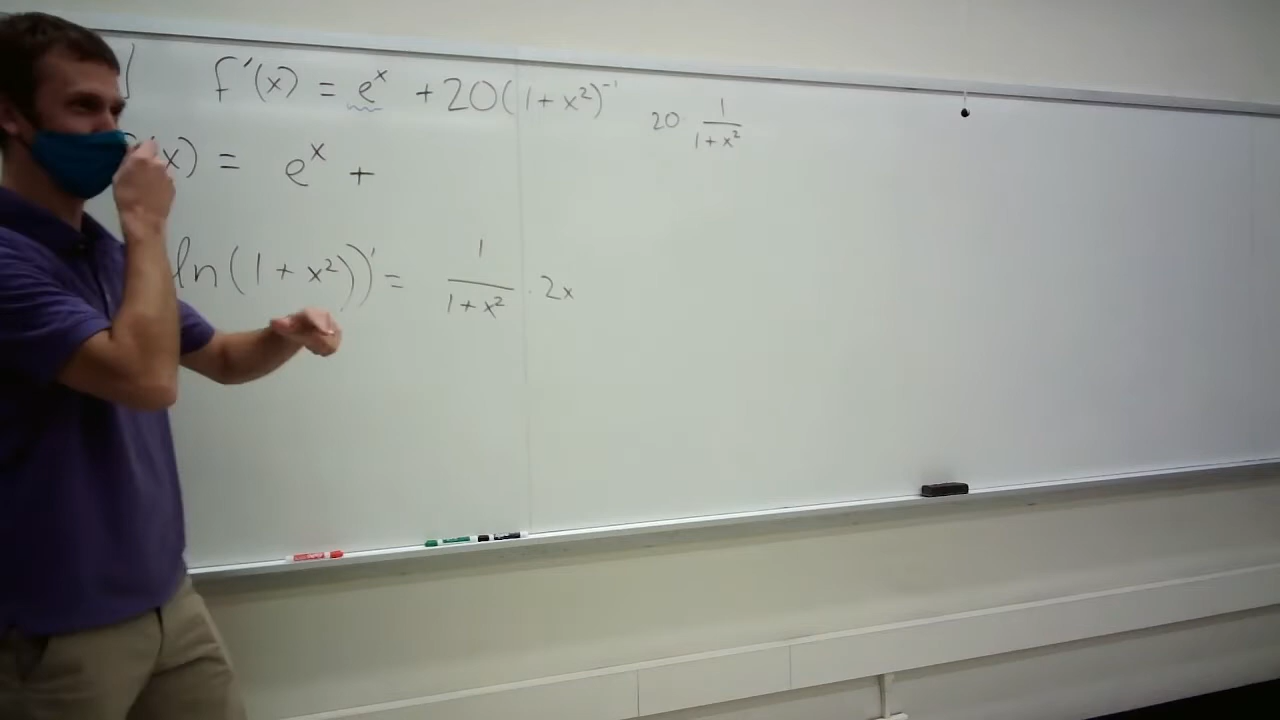 f'(x) = e^x + 20(1 + x²)⁻¹ 20 1/(1 + x²)
(x) = e^x +
ln(1 + x²))' = 1/(1 + x²) · 2x